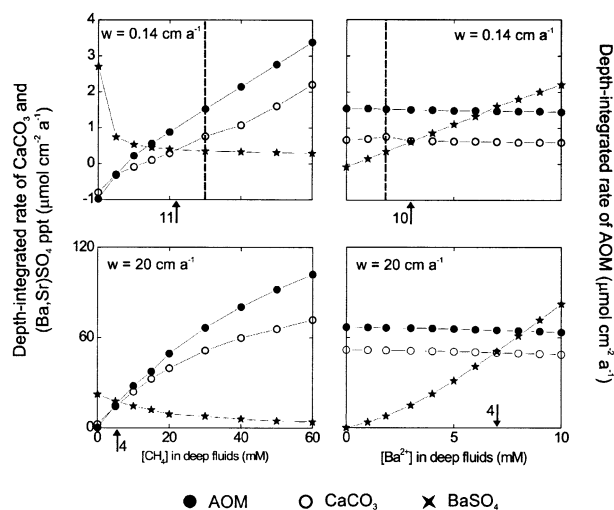 Depth-integrated rate of CaCO₃ and
(Ba,Sr)SO₄ ppt (μmol cm⁻² a⁻¹)
4
3
2
1
0
-1
w = 0.14 cm a⁻¹
11
w = 0.14 cm a⁻¹
10
120
60
0
w = 20 cm a⁻¹
4
0
20
40
60
[CH₄] in deep fluids (mM)
w = 20 cm a⁻¹
4
0
5
10
[Ba²⁺] in deep fluids (mM)
Depth-integrated rate
of AOM (μmol cm⁻² a⁻¹)
AOM
CaCO₃
BaSO₄